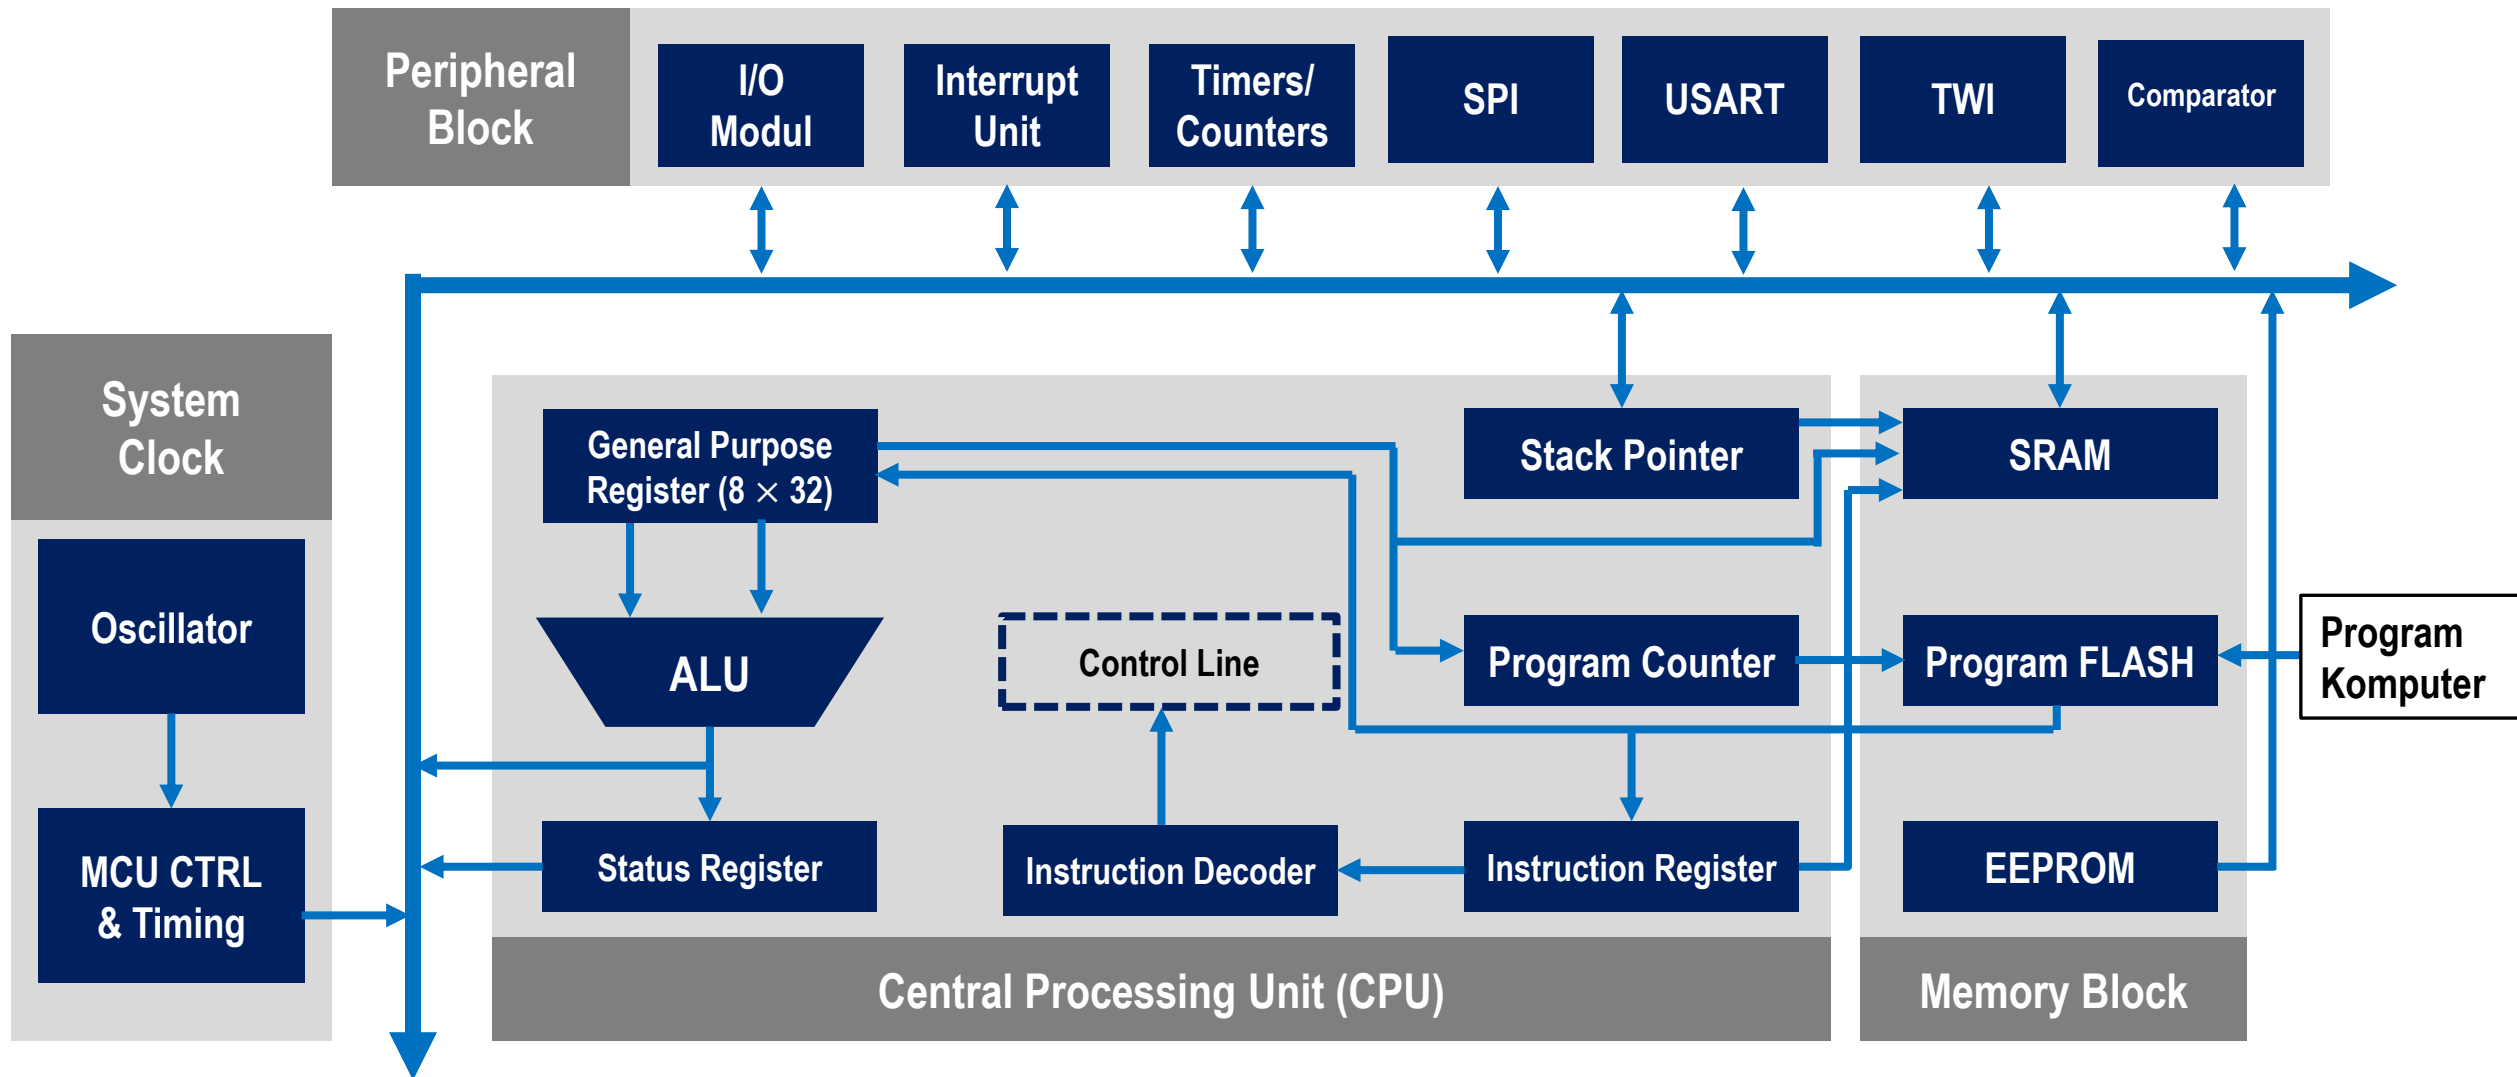 Peripheral
Block
I/O
Modul
Interrupt
Unit
Timers/
Counters
SPI
USART
TWI
Comparator
System
Clock
Oscillator
MCU CTRL
& Timing
General Purpose
Register (8 × 32)
ALU
Status Register
Control Line
Instruction Decoder
Stack Pointer
Program Counter
Instruction Register
Central Processing Unit (CPU)
SRAM
Program FLASH
EEPROM
Memory Block
Program
Komputer